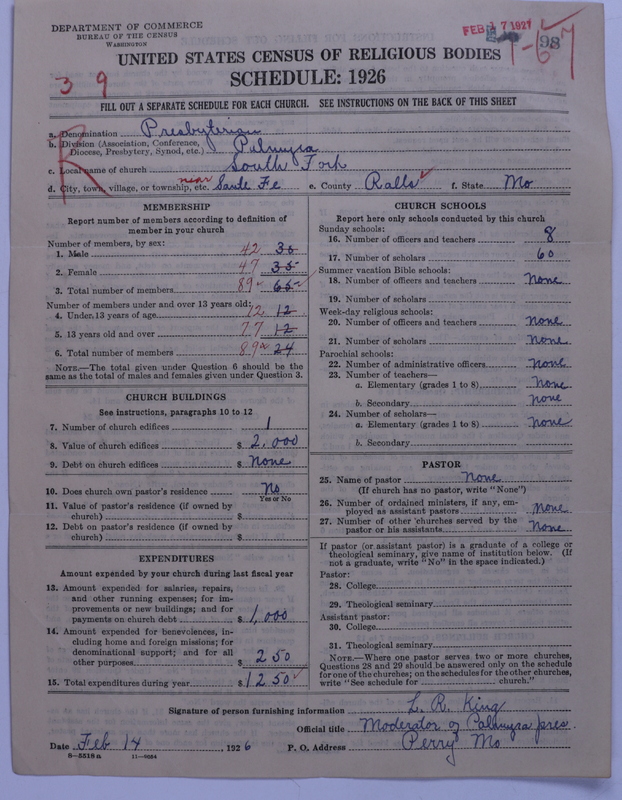 DEPARTMENT OF COMMERCE
BUREAU OF THE CENSUS
WASHINGTON
FEB 17 1927
1-67
98
UNITED STATES CENSUS OF RELIGIOUS BODIES
SCHEDULE: 1926
3 9
FILL OUT A SEPARATE SCHEDULE FOR EACH CHURCH. SEE INSTRUCTIONS ON THE BACK OF THIS SHEET
R
a. Denomination Presbyterian
b. Division (Association, Conference, Diocese, Presbytery, Synod, etc.) Palmyra
c. Local name of church South Fork
d. City, town, village, or township, etc. near Sante Fe e. County Ralls f. State Mo
MEMBERSHIP
Report number of members according to definition of
member in your church
Number of members, by sex:
1. Male 42 30
2. Female 47 35
3. Total number of members 89 65
Number of members under and over 13 years old:
4. Under 13 years of age 12 12
5. 13 years old and over 77 12
6. Total number of members 89 24
NOTE.—The total given under Question 6 should be
same as the total of males and females given under Question 3.
CHURCH BUILDINGS
See instructions, paragraphs 10 to 12
7. Number of church edifices 1
8. Value of church edifices $ 2,000
9. Debt on church edifices $ None
10. Does church own pastor's residence No
Yes or No
11. Value of pastor's residence (if owned by
church) $
12. Debt on pastor's residence (if owned by
church) $
EXPENDITURES
Amount expended by your church during last fiscal year
13. Amount expended for salaries, repairs,
and other running expenses; for im-
provements or new buildings; and for
payments on church debt $ 1,000
14. Amount expended for benevolences, in-
cluding home and foreign missions; for
denominational support; and for all
other purposes $ 250
15. Total expenditures during year $ 1250
CHURCH SCHOOLS
Report here only schools conducted by this church
Sunday schools:
16. Number of officers and teachers 8
17. Number of scholars 60
Summer vacation Bible schools:
18. Number of officers and teachers None
19. Number of scholars
Week-day religious schools:
20. Number of officers and teachers None
21. Number of scholars None
Parochial schools:
22. Number of administrative officers None
23. Number of teachers—
a. Elementary (grades 1 to 8) None
b. Secondary None
24. Number of scholars—
a. Elementary (grades 1 to 8) None
b. Secondary
PASTOR
25. Name of pastor None
(If church has no pastor, write "None")
26. Number of ordained ministers, if any, em-
ployed as assistant pastors None
27. Number of other churches served by the
pastor or his assistants None
If pastor (or assistant pastor) is a graduate of a college or
theological seminary, give name of institution below. (If
not a graduate, write "No" in the space indicated.)
Pastor:
28. College
29. Theological seminary
Assistant pastor:
30. College
31. Theological seminary
NOTE.—Where one pastor serves two or more churches,
Questions 28 and 29 should be answered only on the schedule
for one of the churches; on the schedules for the other churches,
write "See schedule for church."
Signature of person furnishing information L. R. King
Official title Moderator of Palmyra pres.
Date Feb 14 1926 P. O. Address Perry Mo
8—5518a 11—9084